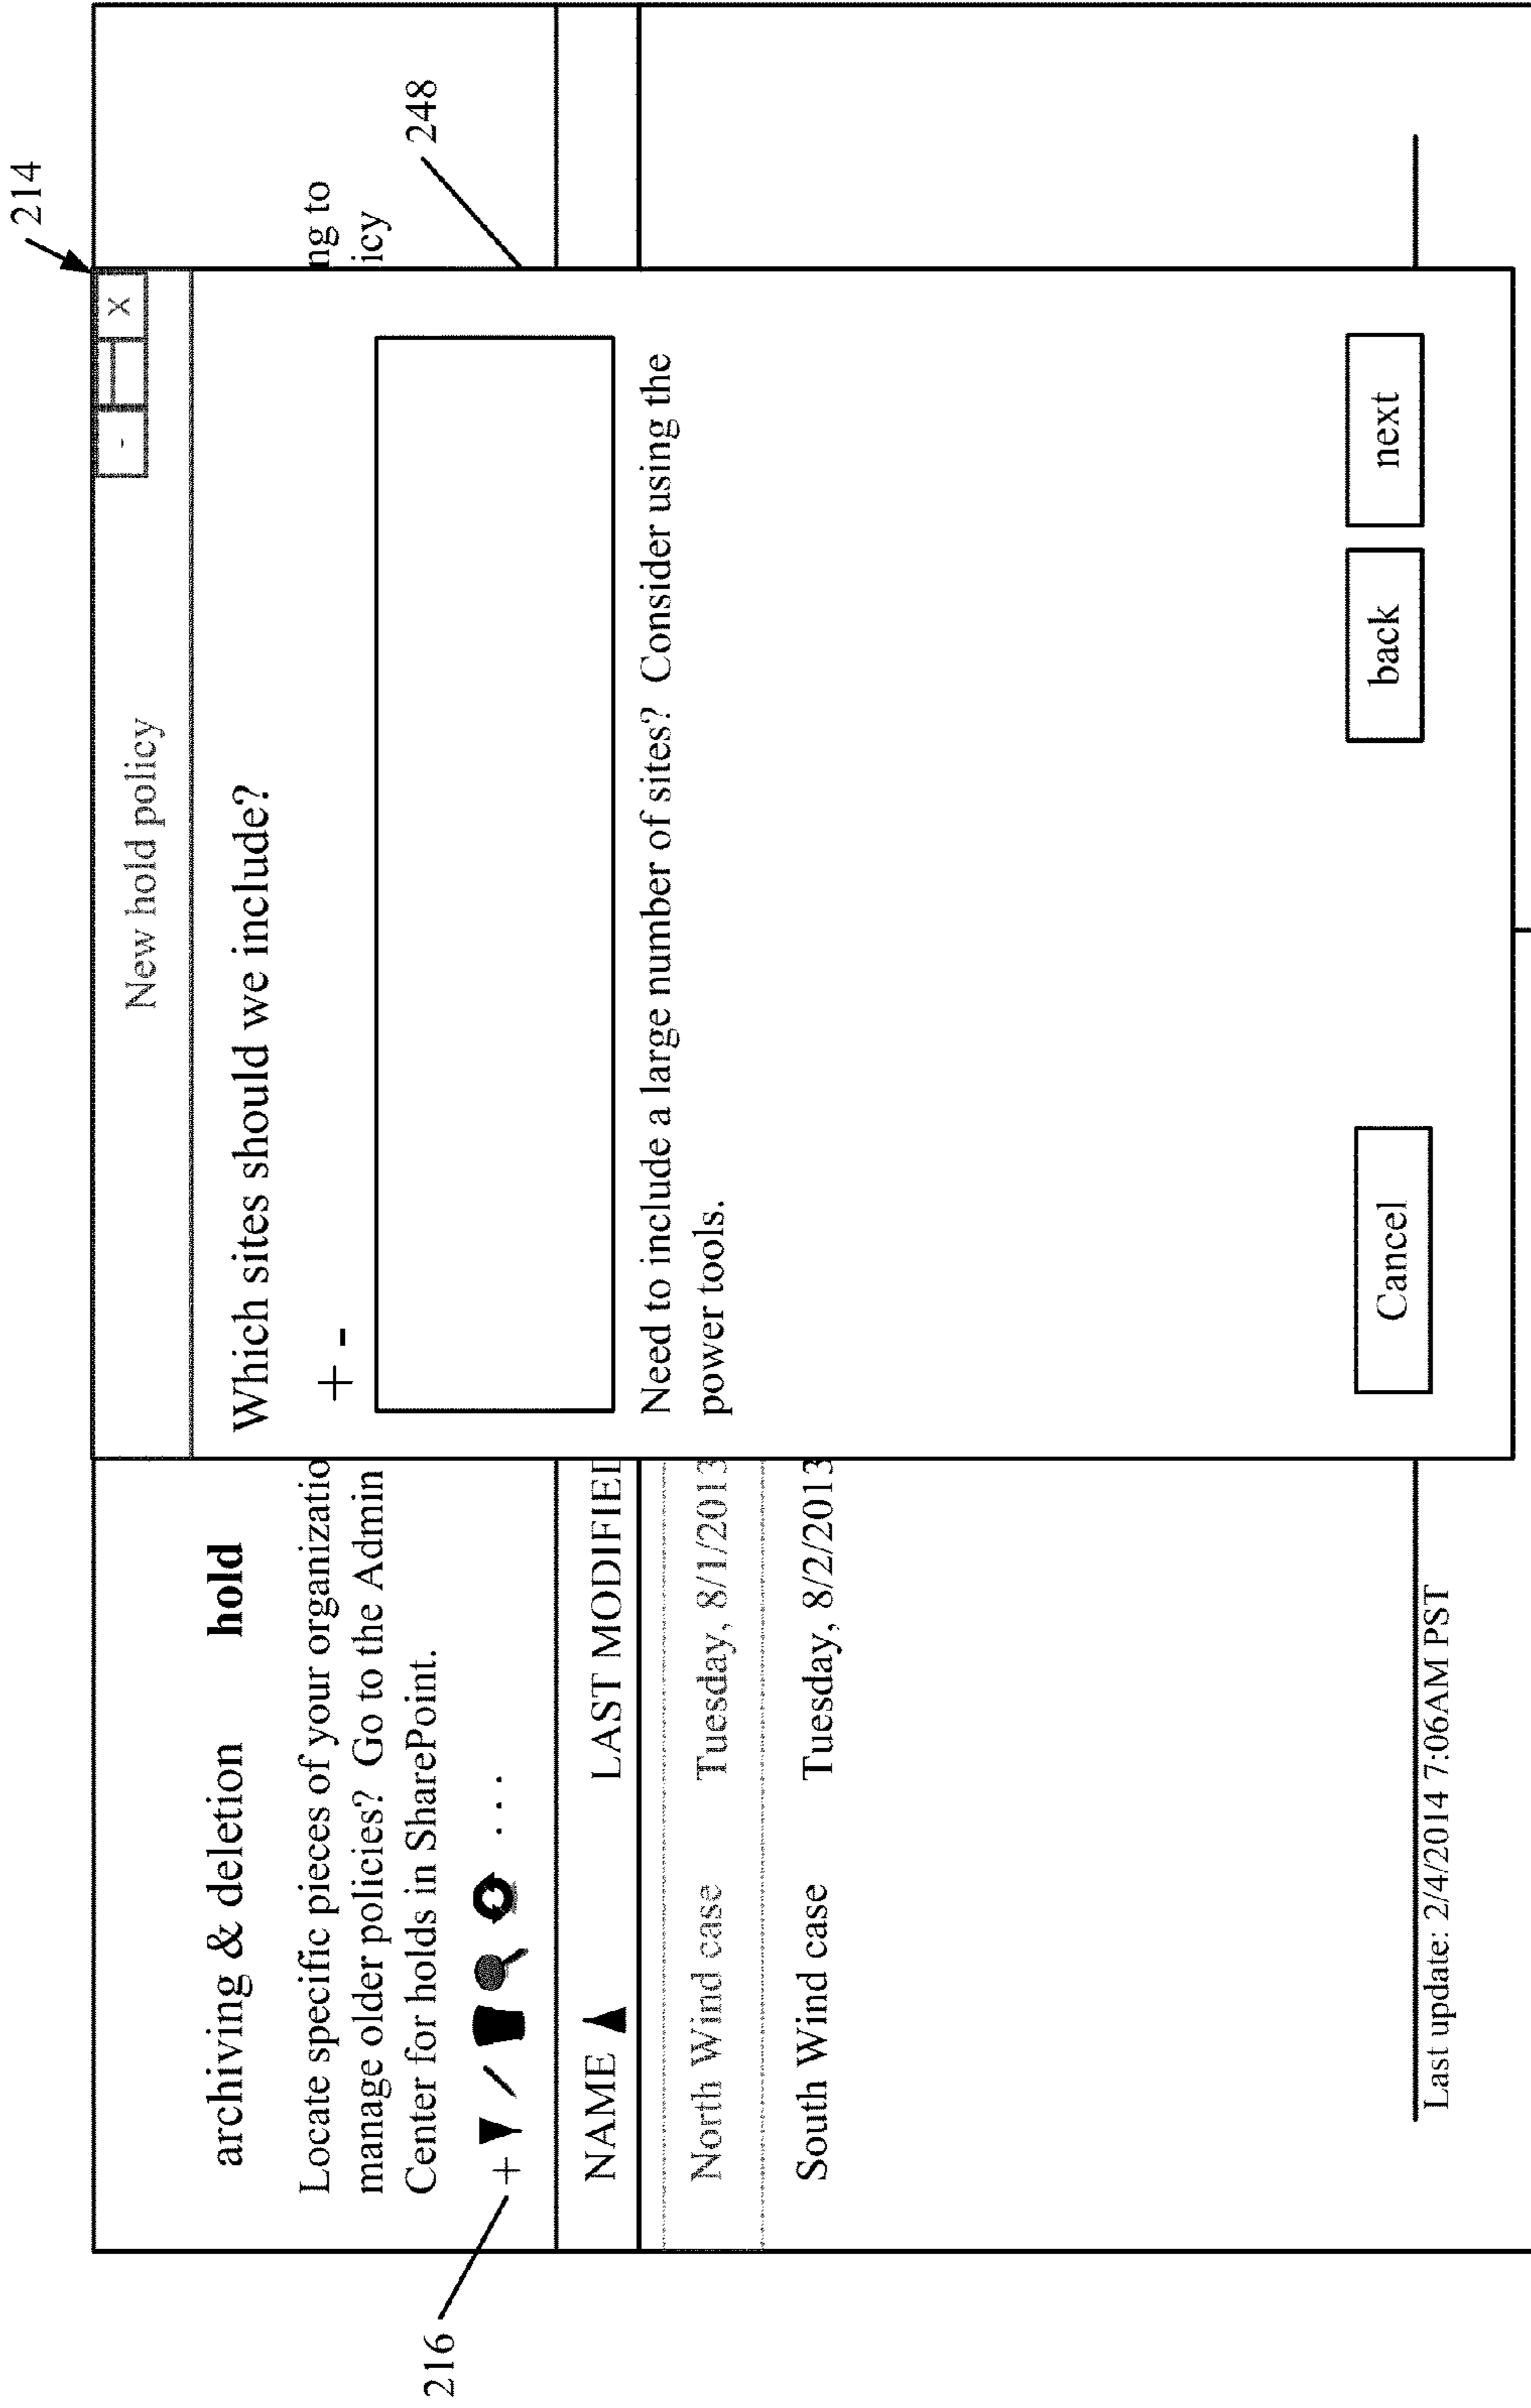 214
archiving & deletion hold
Locate specific pieces of your organizatio
manage older policies? Go to the Admin
Center for holds in SharePoint.
ng to
icy
216
+ / ...
NAME LAST MODIFIED
North Wind case Tuesday, 8/1/2013
South Wind case Tuesday, 8/2/2013
Last update: 2/4/2014 7:06AM PST
New hold policy
- X
248
Which sites should we include?
+ -
Need to include a large number of sites? Consider using the
power tools.
Cancel back next